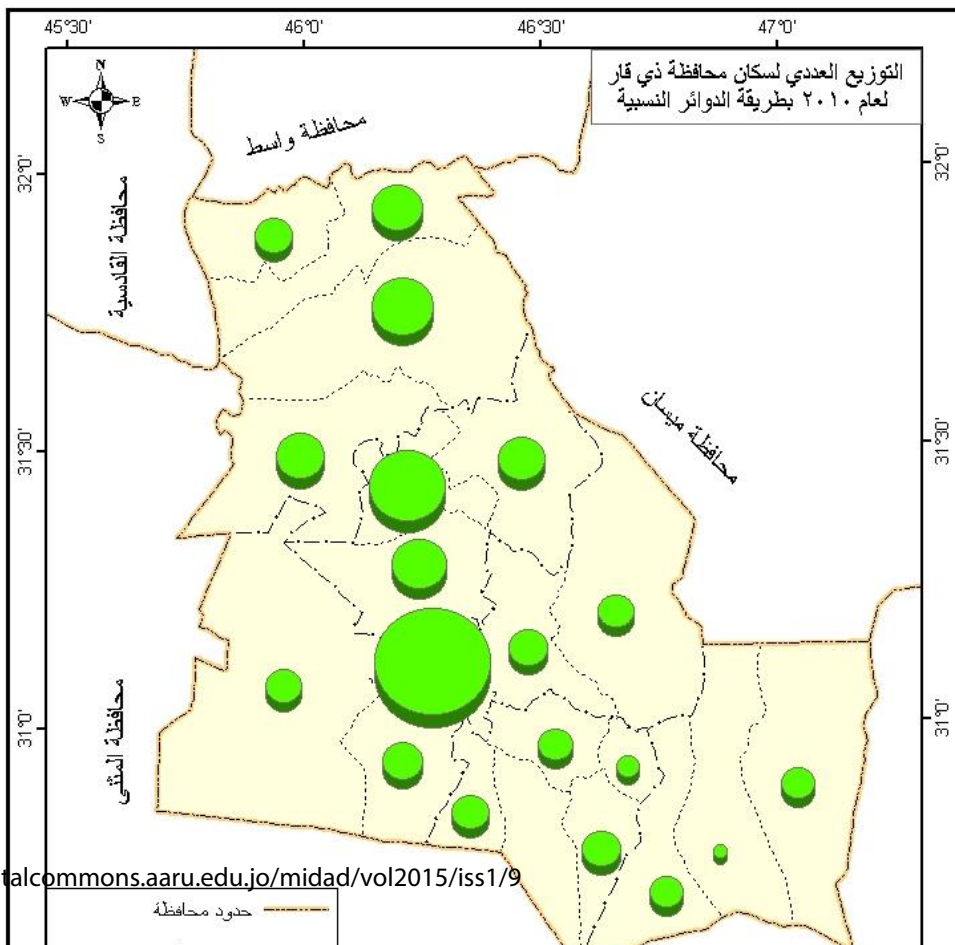 45°30'
46°0'
46°30'
47°0'
التوزيع العددي لسكان محافظة ذي قار
لعام ٢٠١٠ بطريقة الدوائر النسبية
N
W E
S
محافظة واسط
32°0'
32°0'
محافظة القادسية
محافظة ميسان
31°30'
31°30'
محافظة المثنى
31°0'
31°0'
talcommons.aaru.edu.jo/midad/vol2015/iss1/9
حدود محافظة